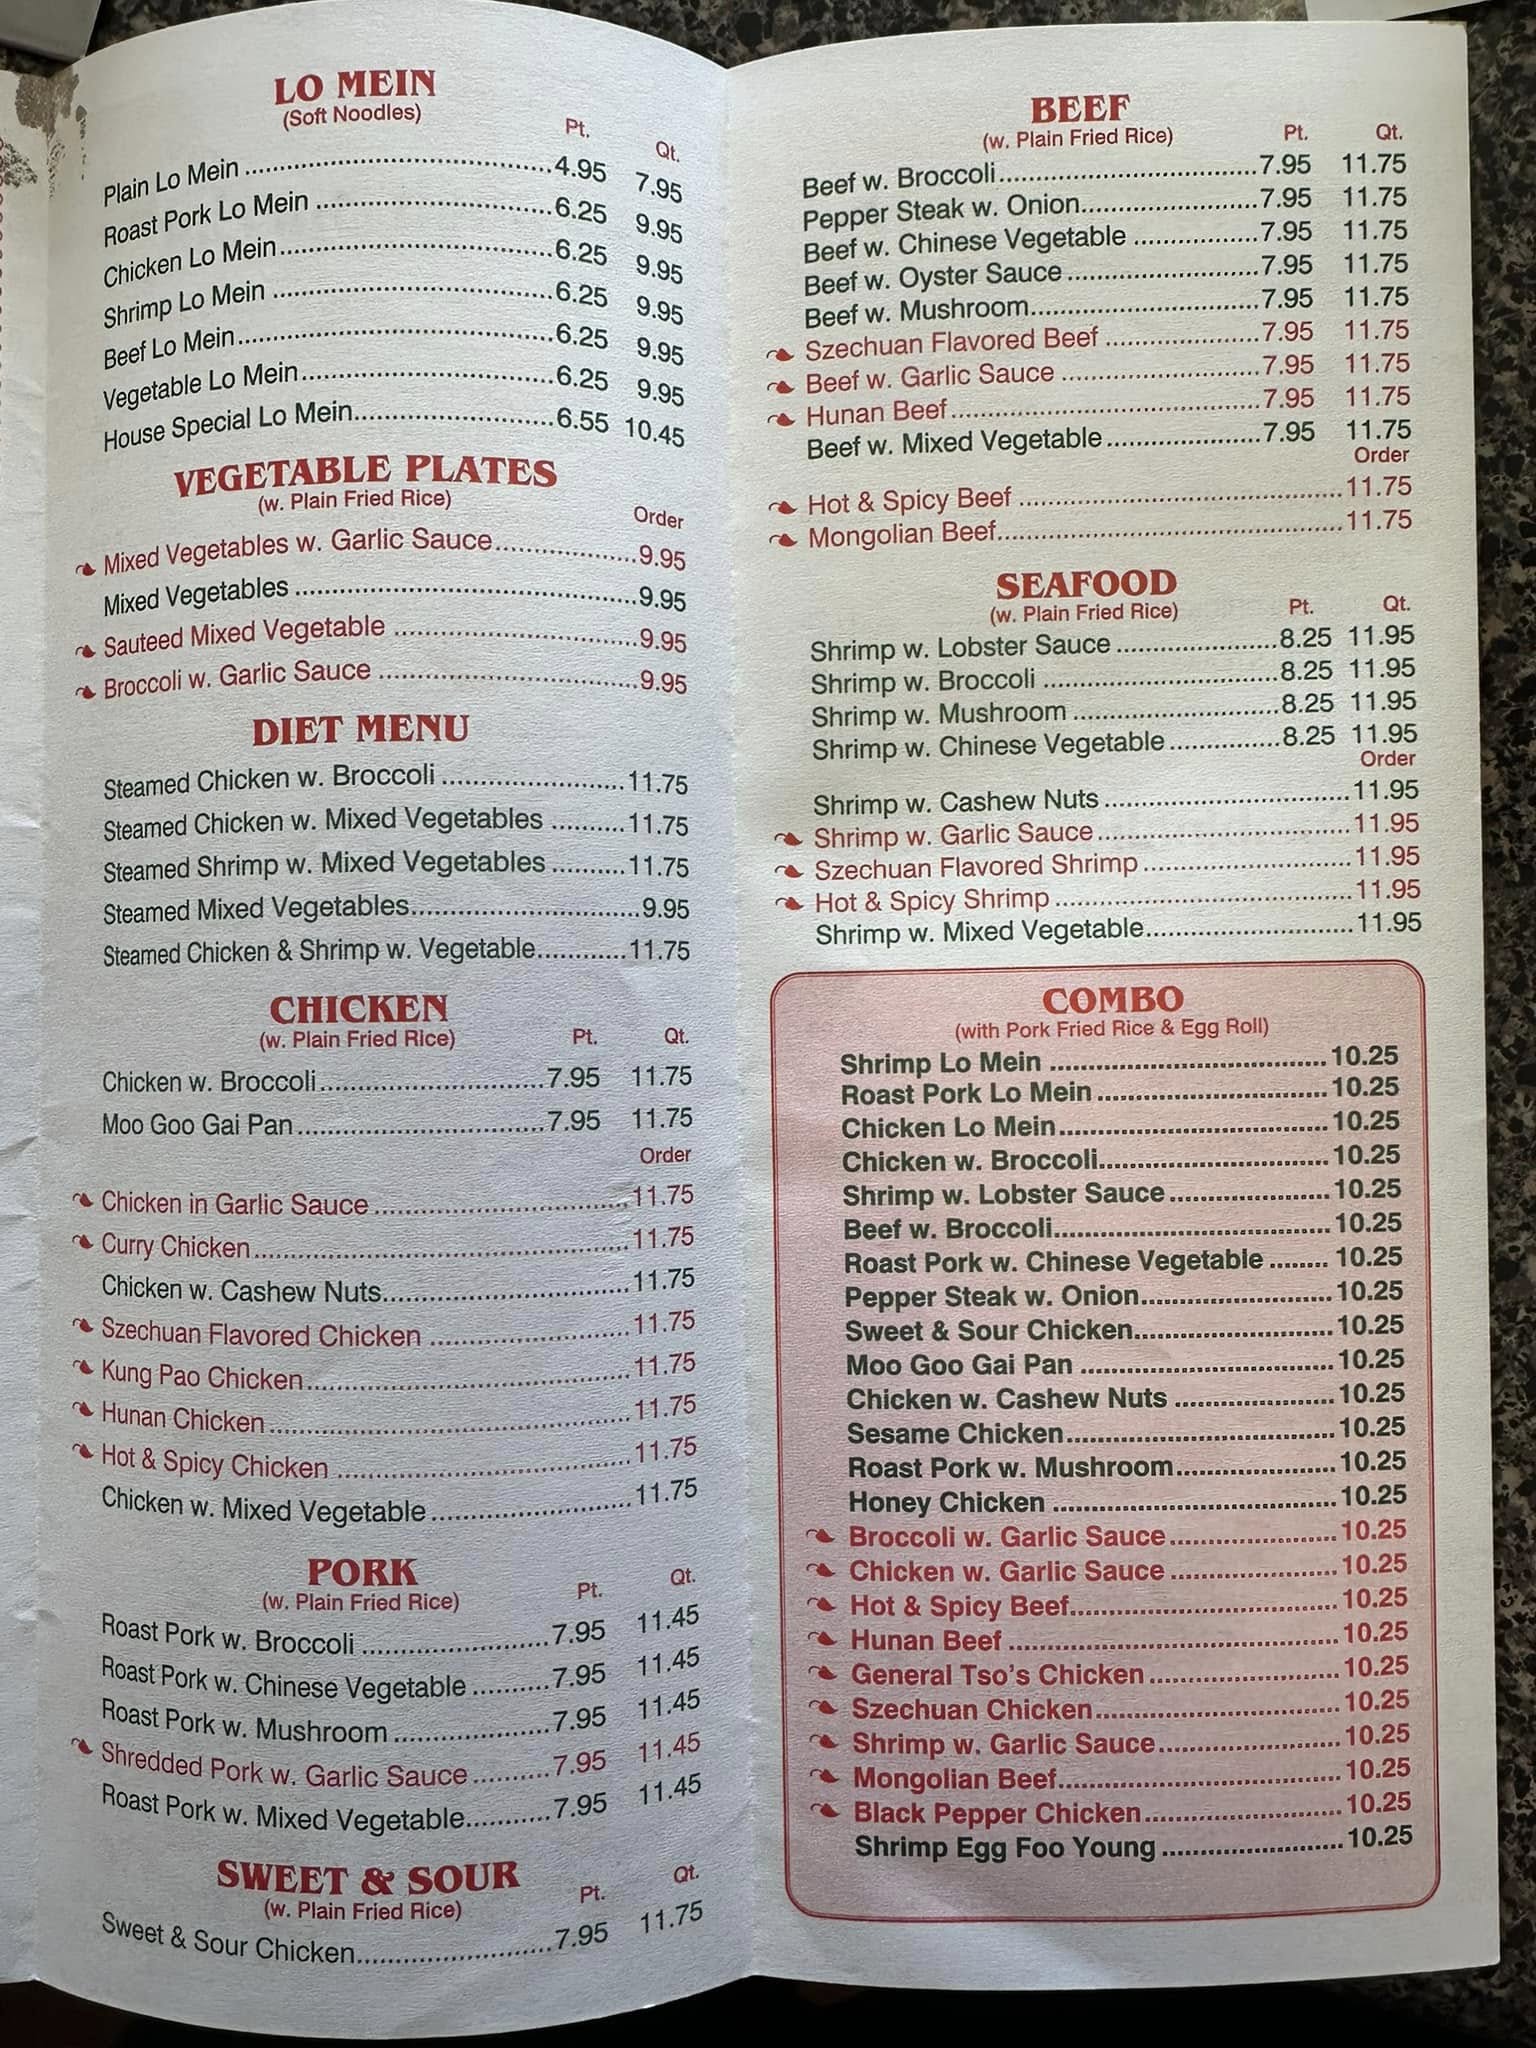 LO MEIN
(Soft Noodles)
Pt. Qt.
Plain Lo Mein 4.95 7.95
Roast Pork Lo Mein 6.25 9.95
Chicken Lo Mein 6.25 9.95
Shrimp Lo Mein 6.25 9.95
Beef Lo Mein 6.25 9.95
Vegetable Lo Mein 6.25 9.95
House Special Lo Mein 6.55 10.45
VEGETABLE PLATES
(w. Plain Fried Rice)
Order
Mixed Vegetables w. Garlic Sauce 9.95
Mixed Vegetables 9.95
Sauteed Mixed Vegetable 9.95
Broccoli w. Garlic Sauce 9.95
DIET MENU
Steamed Chicken w. Broccoli 11.75
Steamed Chicken w. Mixed Vegetables 11.75
Steamed Shrimp w. Mixed Vegetables 11.75
Steamed Mixed Vegetables 9.95
Steamed Chicken & Shrimp w. Vegetable 11.75
CHICKEN
(w. Plain Fried Rice) Pt. Qt.
Chicken w. Broccoli 7.95 11.75
Moo Goo Gai Pan 7.95 11.75
Order
Chicken in Garlic Sauce 11.75
Curry Chicken 11.75
Chicken w. Cashew Nuts 11.75
Szechuan Flavored Chicken 11.75
Kung Pao Chicken 11.75
Hunan Chicken 11.75
Hot & Spicy Chicken 11.75
Chicken w. Mixed Vegetable 11.75
PORK
(w. Plain Fried Rice) Pt. Qt.
Roast Pork w. Broccoli 7.95 11.45
Roast Pork w. Chinese Vegetable 7.95 11.45
Roast Pork w. Mushroom 7.95 11.45
Shredded Pork w. Garlic Sauce 7.95 11.45
Roast Pork w. Mixed Vegetable 7.95 11.45
SWEET & SOUR
(w. Plain Fried Rice) Pt. Qt.
Sweet & Sour Chicken 7.95 11.75
BEEF
(w. Plain Fried Rice) Pt. Qt.
Beef w. Broccoli 7.95 11.75
Pepper Steak w. Onion 7.95 11.75
Beef w. Chinese Vegetable 7.95 11.75
Beef w. Oyster Sauce 7.95 11.75
Beef w. Mushroom 7.95 11.75
Szechuan Flavored Beef 7.95 11.75
Beef w. Garlic Sauce 7.95 11.75
Hunan Beef 7.95 11.75
Beef w. Mixed Vegetable 7.95 11.75
Order
Hot & Spicy Beef 11.75
Mongolian Beef 11.75
SEAFOOD
(w. Plain Fried Rice) Pt. Qt.
Shrimp w. Lobster Sauce 8.25 11.95
Shrimp w. Broccoli 8.25 11.95
Shrimp w. Mushroom 8.25 11.95
Shrimp w. Chinese Vegetable 8.25 11.95
Order
Shrimp w. Cashew Nuts 11.95
Shrimp w. Garlic Sauce 11.95
Szechuan Flavored Shrimp 11.95
Hot & Spicy Shrimp 11.95
Shrimp w. Mixed Vegetable 11.95
COMBO
(with Pork Fried Rice & Egg Roll)
Shrimp Lo Mein 10.25
Roast Pork Lo Mein 10.25
Chicken Lo Mein 10.25
Chicken w. Broccoli 10.25
Shrimp w. Lobster Sauce 10.25
Beef w. Broccoli 10.25
Roast Pork w. Chinese Vegetable 10.25
Pepper Steak w. Onion 10.25
Sweet & Sour Chicken 10.25
Moo Goo Gai Pan 10.25
Chicken w. Cashew Nuts 10.25
Sesame Chicken 10.25
Roast Pork w. Mushroom 10.25
Honey Chicken 10.25
Broccoli w. Garlic Sauce 10.25
Chicken w. Garlic Sauce 10.25
Hot & Spicy Beef 10.25
Hunan Beef 10.25
General Tso's Chicken 10.25
Szechuan Chicken 10.25
Shrimp w. Garlic Sauce 10.25
Mongolian Beef 10.25
Black Pepper Chicken 10.25
Shrimp Egg Foo Young 10.25